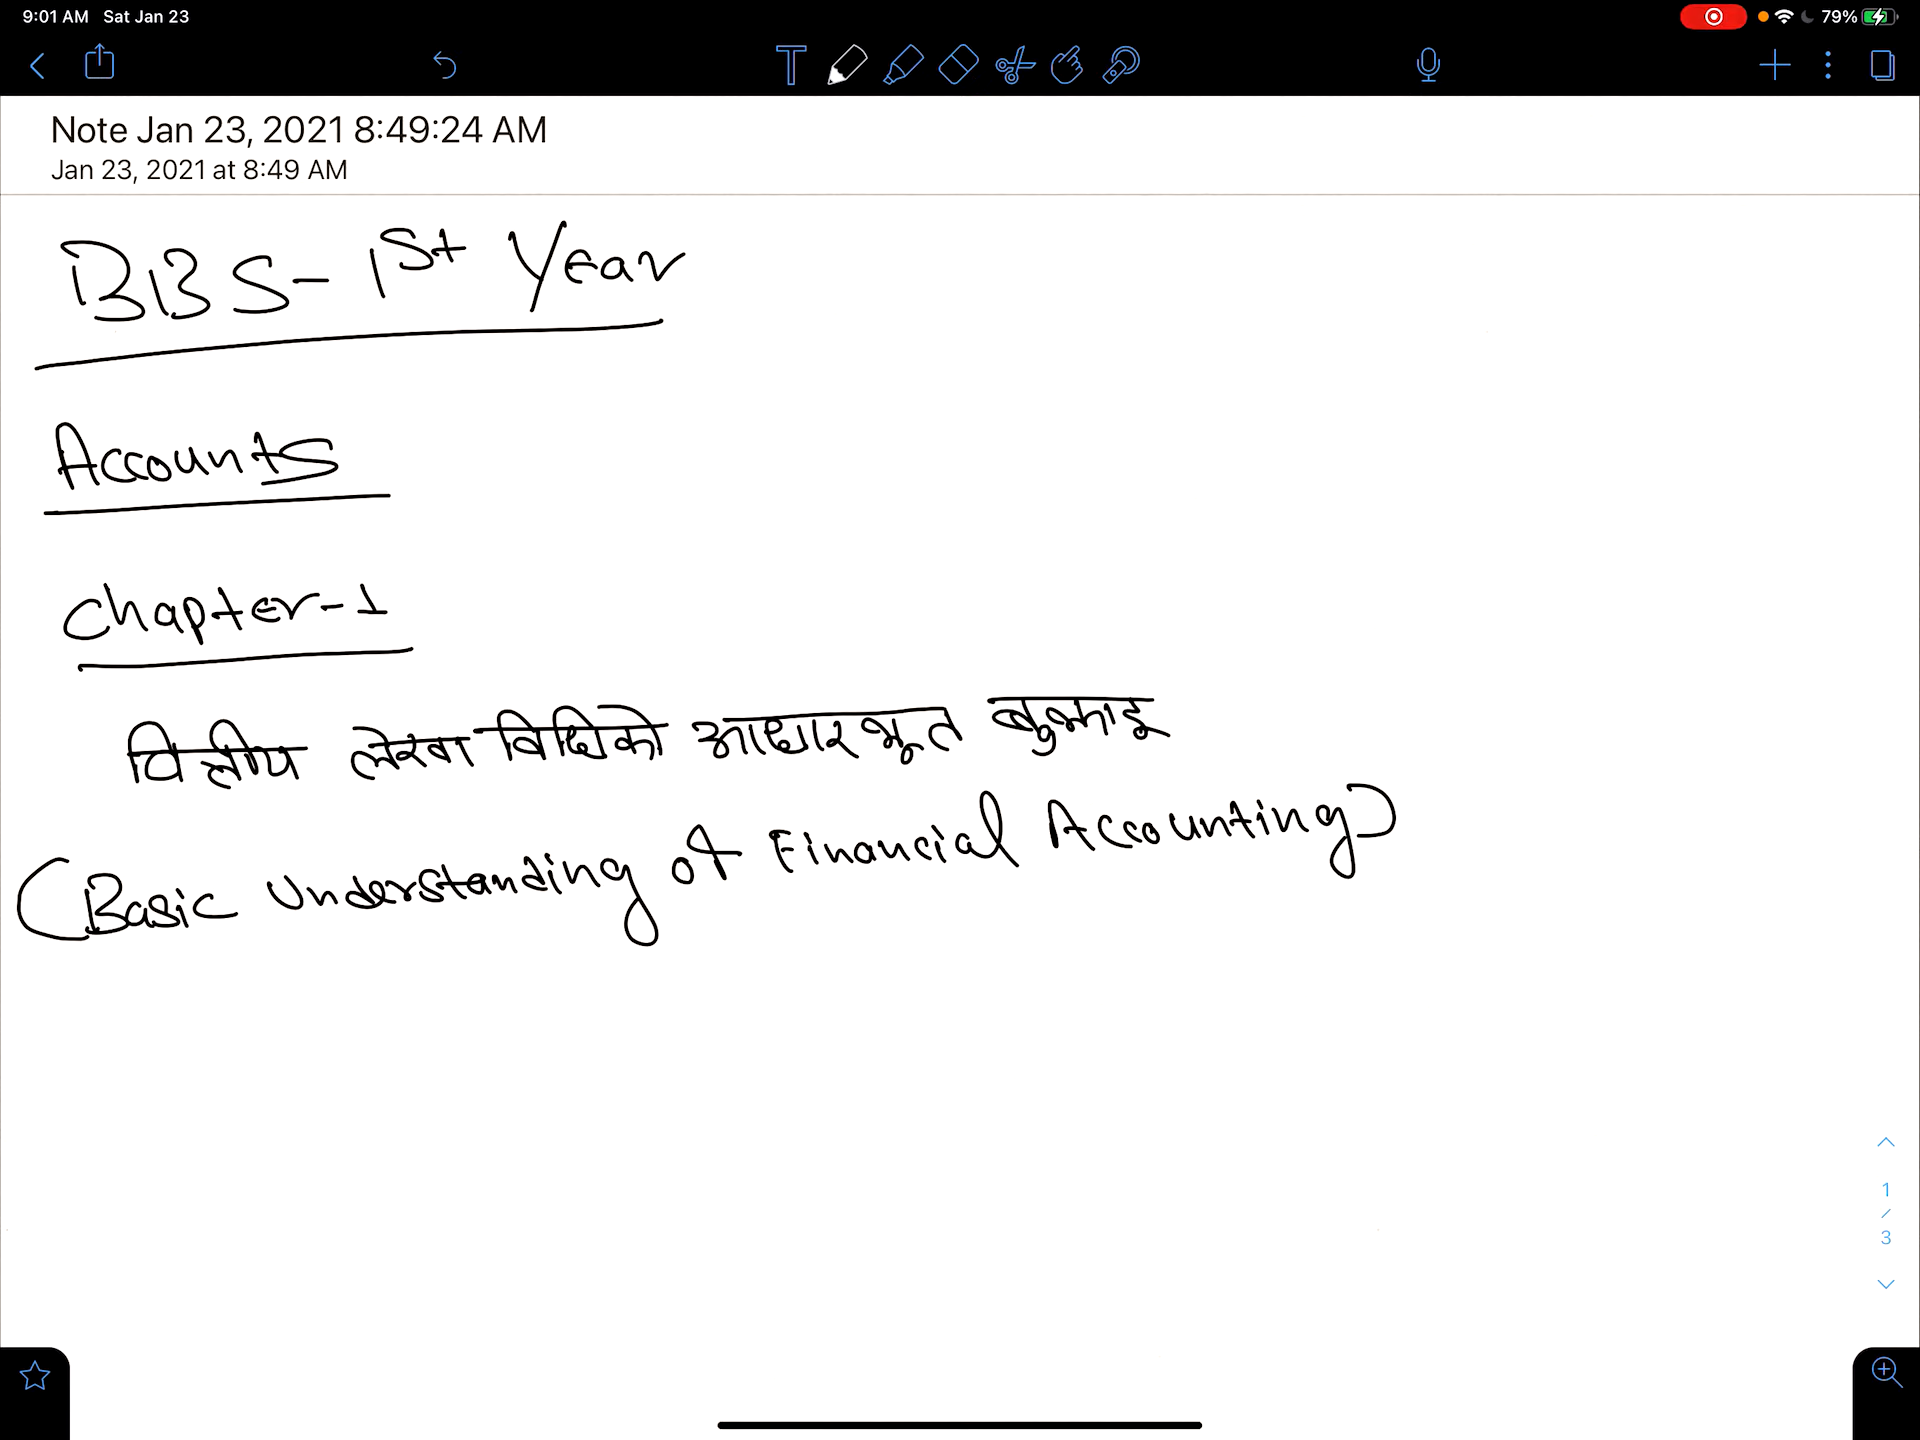 9:01 AM Sat Jan 23
79%
Note Jan 23, 2021 8:49:24 AM
Jan 23, 2021 at 8:49 AM
BBS- 1st Year
Accounts
Chapter-1
वित्तीय लेखा विधिको आधारभूत बुझाइ
(Basic Understanding of Financial Accounting)
1
/
3